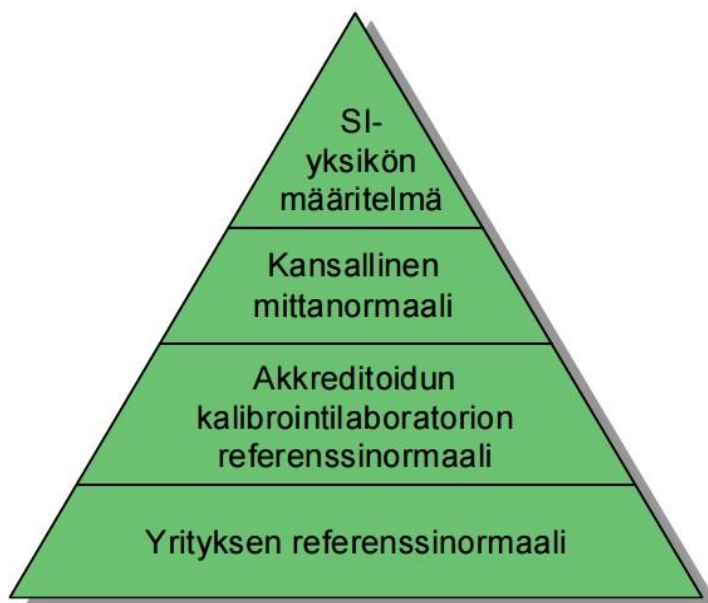 SI-
yksikön
määritelmä
Kansallinen
mittanormaali
Akkreditoidun
kalibrointilaboratorion
referenssinormaali
Yrityksen referenssinormaali